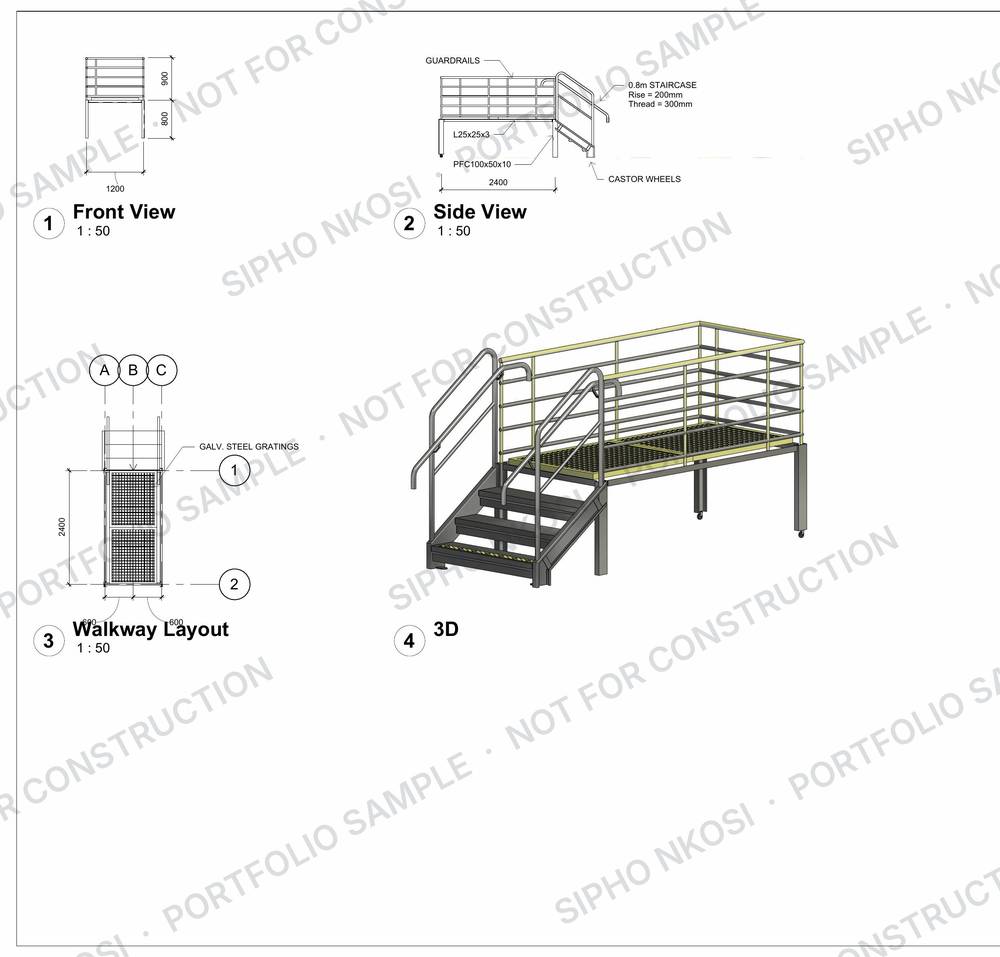 900
800
1200
1
Front View
1 : 50
GUARDRAILS
0.8m STAIRCASE
Rise = 200mm
Thread = 300mm
L25x25x3
PFC100x50x10
2400
CASTOR WHEELS
2
Side View
1 : 50
A
B
C
GALV. STEEL GRATINGS
1
2400
2
600
600
3
Walkway Layout
1 : 50
4
3D
SIPHO NKOSI · PORTFOLIO SAMPLE · NOT FOR CONSTRUCTION